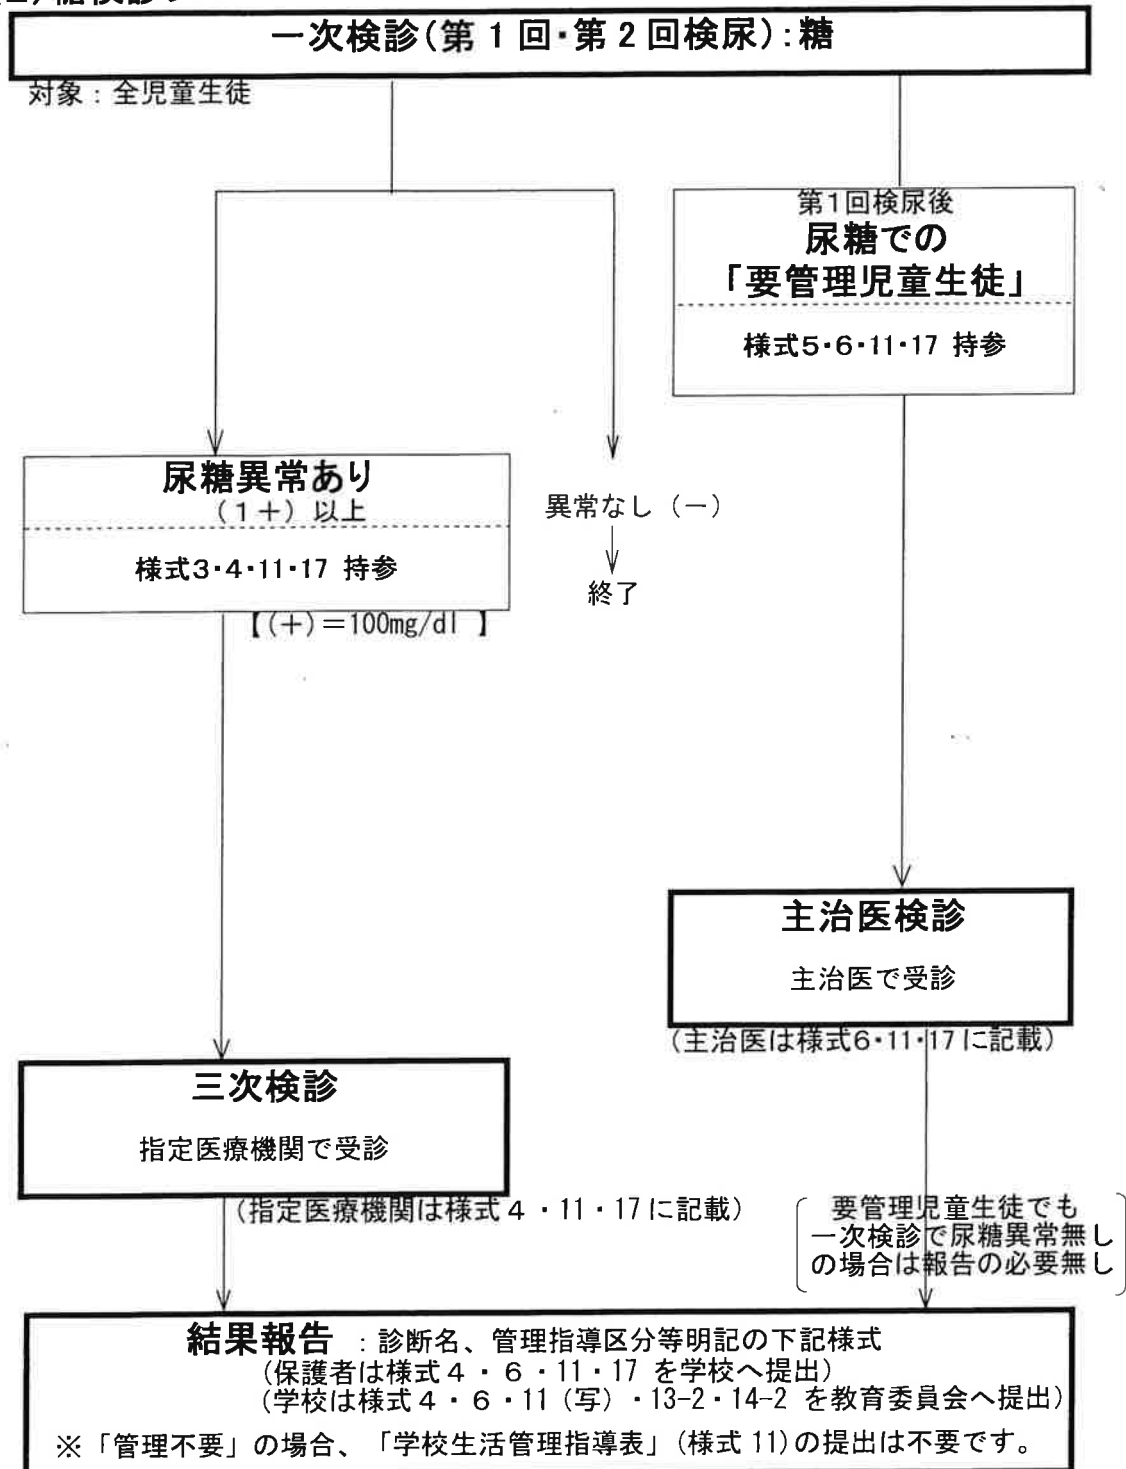 一次検診(第１回・第２回検尿):糖
対象：全児童生徒
第1回検尿後
尿糖での
「要管理児童生徒」
様式5・6・11・17 持参
尿糖異常あり
（１＋）以上
様式3・4・11・17 持参
【(＋)＝100mg/dl 】
異常なし（－）
終了
主治医検診
主治医で受診
(主治医は様式6・11・17に記載)
三次検診
指定医療機関で受診
(指定医療機関は様式４・11・17に記載)
要管理児童生徒でも
一次検診で尿糖異常無し
の場合は報告の必要無し
結果報告 ：診断名、管理指導区分等明記の下記様式
(保護者は様式４・６・11・17 を学校へ提出)
(学校は様式４・６・11（写）・13-2・14-2 を教育委員会へ提出)
※「管理不要」の場合、「学校生活管理指導表」(様式11)の提出は不要です。